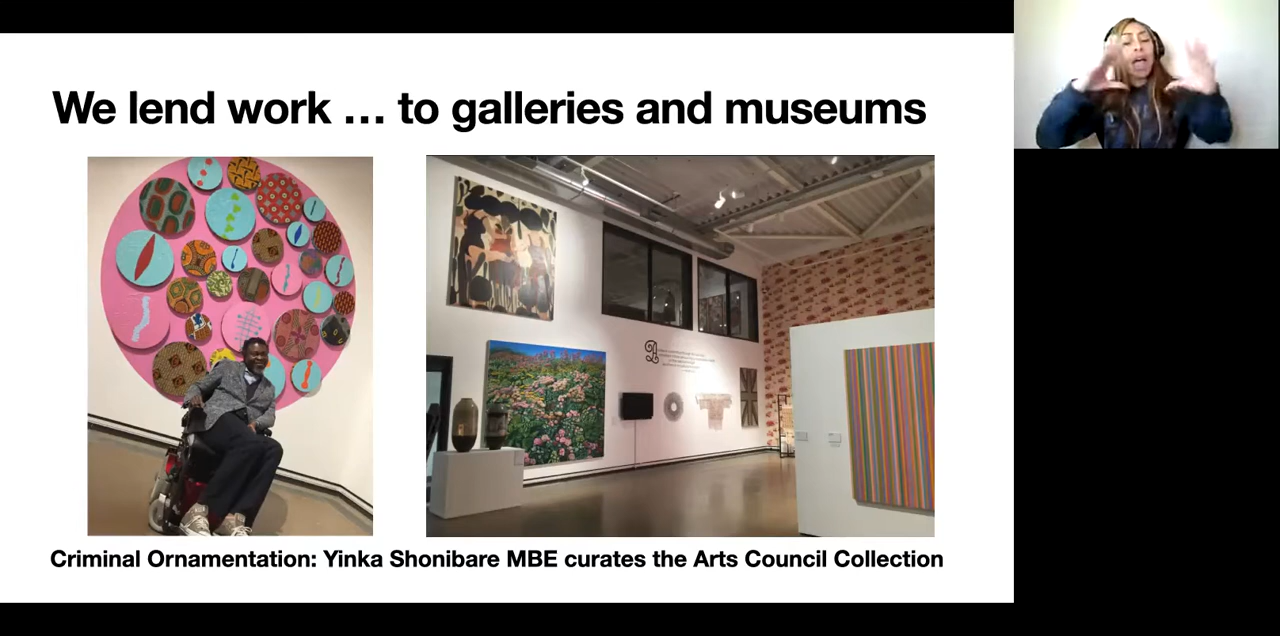 We lend work … to galleries and museums
Criminal Ornamentation: Yinka Shonibare MBE curates the Arts Council Collection